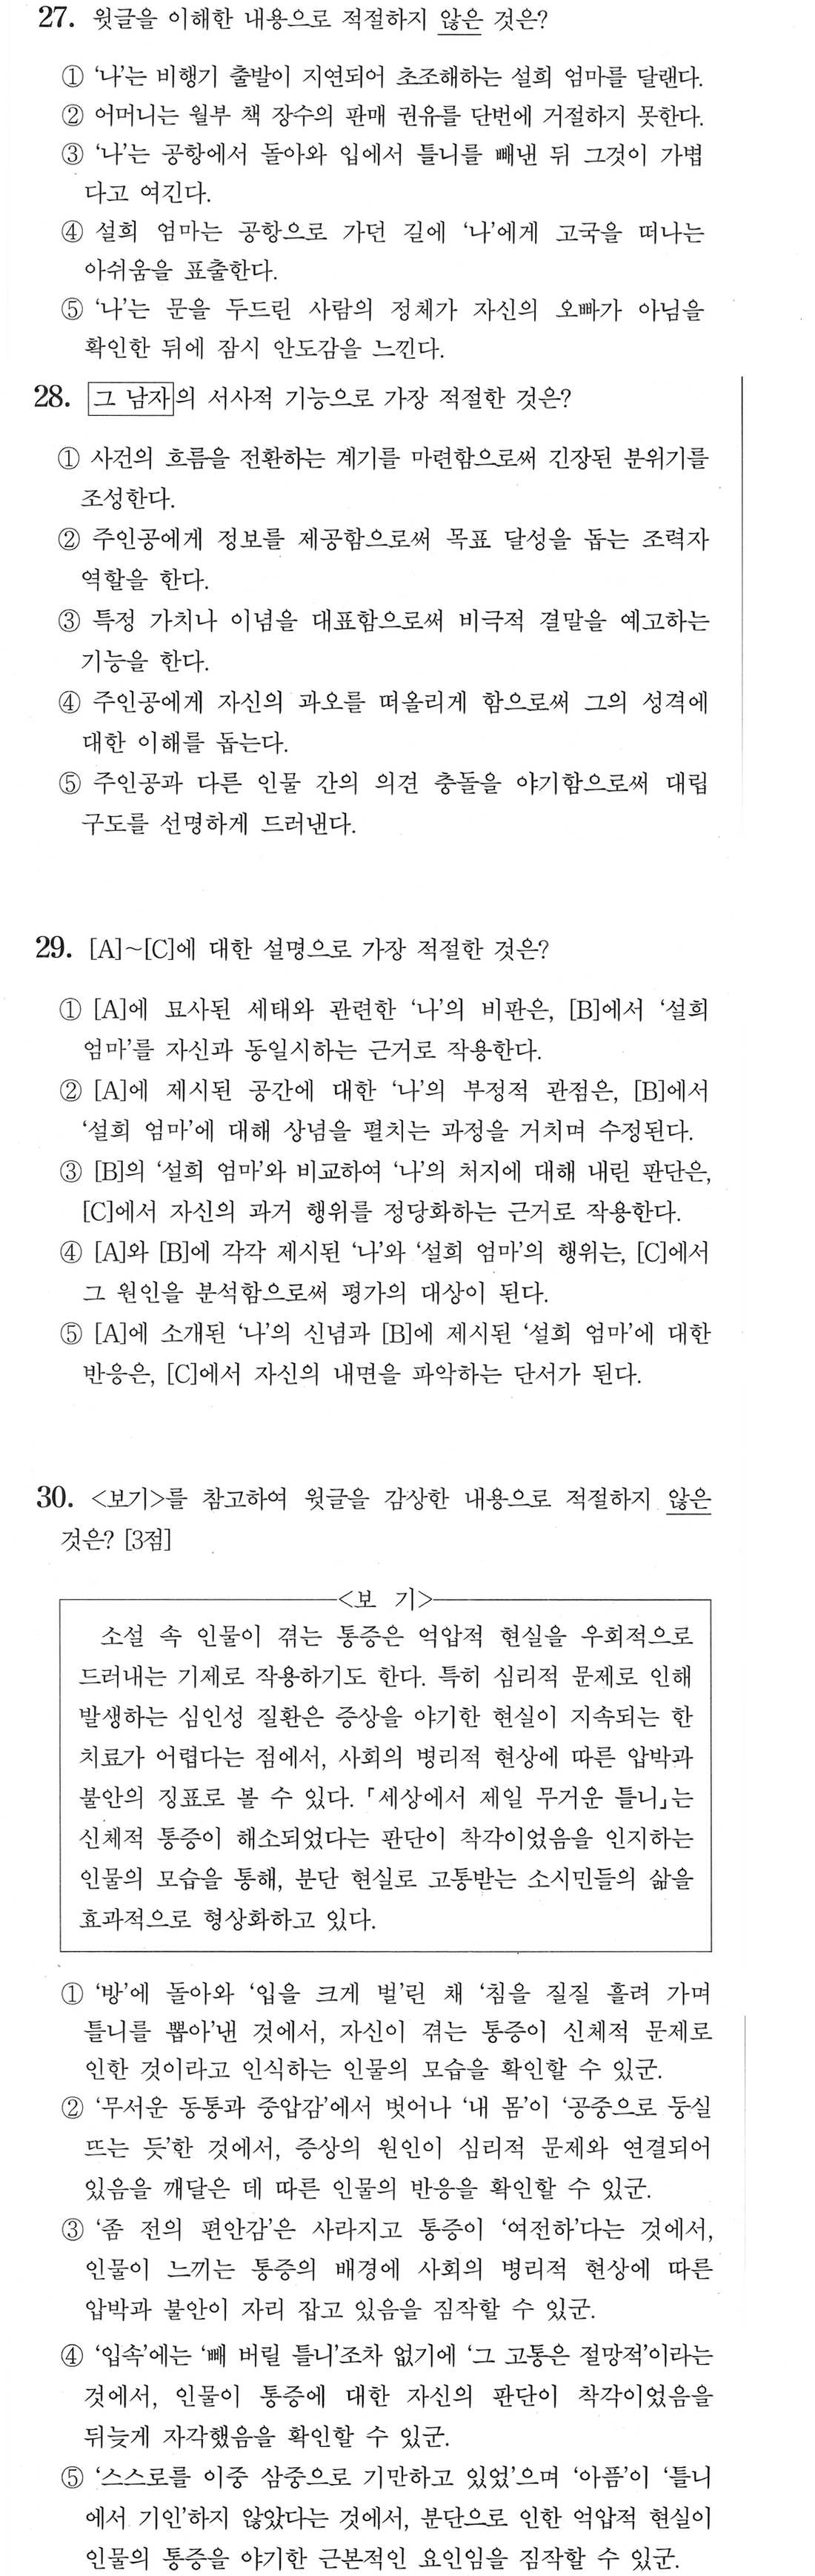 27. 윗글을 이해한 내용으로 적절하지 않은 것은?
① ‘나’는 비행기 출발이 지연되어 초조해하는 설희 엄마를 달랜다.
② 어머니는 월부 책 장수의 판매 권유를 단번에 거절하지 못한다.
③ ‘나’는 공항에서 돌아와 입에서 틀니를 빼낸 뒤 그것이 가볍
다고 여긴다.
④ 설희 엄마는 공항으로 가던 길에 ‘나’에게 고국을 떠나는
아쉬움을 표출한다.
⑤ ‘나’는 문을 두드린 사람의 정체가 자신의 오빠가 아님을
확인한 뒤에 잠시 안도감을 느낀다.
28. 그 남자의 서사적 기능으로 가장 적절한 것은?
① 사건의 흐름을 전환하는 계기를 마련함으로써 긴장된 분위기를
조성한다.
② 주인공에게 정보를 제공함으로써 목표 달성을 돕는 조력자
역할을 한다.
③ 특정 가치나 이념을 대표함으로써 비극적 결말을 예고하는
기능을 한다.
④ 주인공에게 자신의 과오를 떠올리게 함으로써 그의 성격에
대한 이해를 돕는다.
⑤ 주인공과 다른 인물 간의 의견 충돌을 야기함으로써 대립
구도를 선명하게 드러낸다.
29. [A]~[C]에 대한 설명으로 가장 적절한 것은?
① [A]에 묘사된 세태와 관련한 ‘나’의 비판은, [B]에서 ‘설희
엄마’를 자신과 동일시하는 근거로 작용한다.
② [A]에 제시된 공간에 대한 ‘나’의 부정적 관점은, [B]에서
‘설희 엄마’에 대해 상념을 펼치는 과정을 거치며 수정된다.
③ [B]의 ‘설희 엄마’와 비교하여 ‘나’의 처지에 대해 내린 판단은,
[C]에서 자신의 과거 행위를 정당화하는 근거로 작용한다.
④ [A]와 [B]에 각각 제시된 ‘나’와 ‘설희 엄마’의 행위는, [C]에서
그 원인을 분석함으로써 평가의 대상이 된다.
⑤ [A]에 소개된 ‘나’의 신념과 [B]에 제시된 ‘설희 엄마’에 대한
반응은, [C]에서 자신의 내면을 파악하는 단서가 된다.
30. <보기>를 참고하여 윗글을 감상한 내용으로 적절하지 않은
것은? [3점]
<보 기>
소설 속 인물이 겪는 통증은 억압적 현실을 우회적으로
드러내는 기제로 작용하기도 한다. 특히 심리적 문제로 인해
발생하는 심인성 질환은 증상을 야기한 현실이 지속되는 한
치료가 어렵다는 점에서, 사회의 병리적 현상에 따른 압박과
불안의 징표로 볼 수 있다. 「세상에서 제일 무거운 틀니」는
신체적 통증이 해소되었다는 판단이 착각이었음을 인지하는
인물의 모습을 통해, 분단 현실로 고통받는 소시민들의 삶을
효과적으로 형상화하고 있다.
① ‘방’에 돌아와 ‘입을 크게 벌’린 채 ‘침을 질질 흘려 가며
틀니를 뽑아’낸 것에서, 자신이 겪는 통증이 신체적 문제로
인한 것이라고 인식하는 인물의 모습을 확인할 수 있군.
② ‘무서운 동통과 중압감’에서 벗어나 ‘내 몸’이 ‘공중으로 둥실
뜨는 듯’한 것에서, 증상의 원인이 심리적 문제와 연결되어
있음을 깨달은 데 따른 인물의 반응을 확인할 수 있군.
③ ‘좀 전의 편안감’은 사라지고 통증이 ‘여전하’다는 것에서,
인물이 느끼는 통증의 배경에 사회의 병리적 현상에 따른
압박과 불안이 자리 잡고 있음을 짐작할 수 있군.
④ ‘입속’에는 ‘빼 버릴 틀니’조차 없기에 ‘그 고통은 절망적’이라는
것에서, 인물이 통증에 대한 자신의 판단이 착각이었음을
뒤늦게 자각했음을 확인할 수 있군.
⑤ ‘스스로를 이중 삼중으로 기만하고 있었’으며 ‘아픔’이 ‘틀니
에서 기인’하지 않았다는 것에서, 분단으로 인한 억압적 현실이
인물의 통증을 야기한 근본적인 요인임을 짐작할 수 있군.